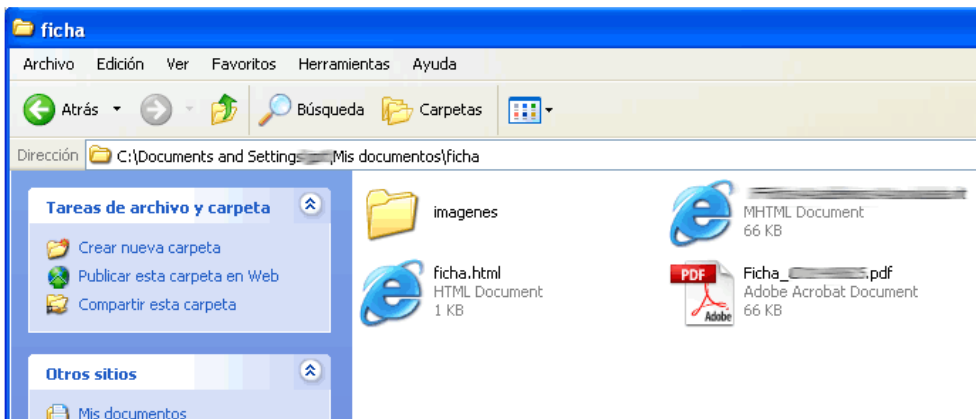 ficha
Archivo Edición Ver Favoritos Herramientas Ayuda
Atrás Búsqueda Carpetas
Dirección C:\Documents and Settings Mis documentos\ficha
Tareas de archivo y carpeta
Crear nueva carpeta
Publicar esta carpeta en Web
Compartir esta carpeta
Otros sitios
Mis documentos
imagenes
MHTML Document
66 KB
ficha.html
HTML Document
1 KB
PDF
Adobe
Ficha_ .pdf
Adobe Acrobat Document
66 KB